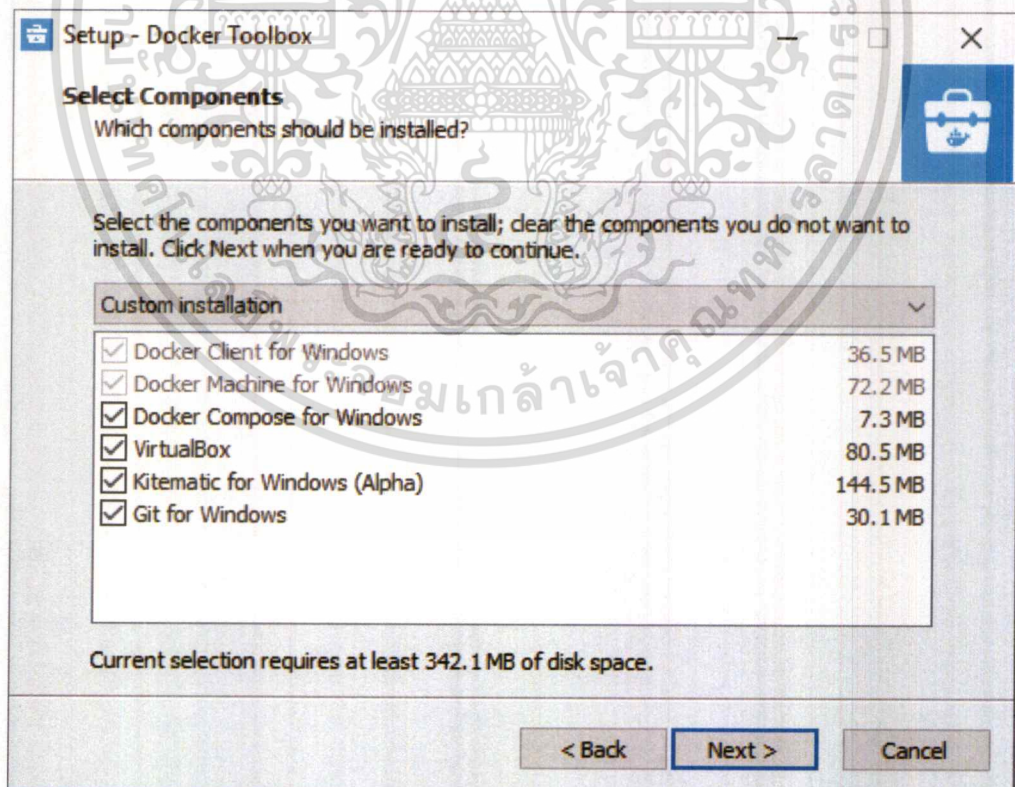 Setup - Docker Toolbox
Select Components
Which components should be installed?
Select the components you want to install; clear the components you do not want to
install. Click Next when you are ready to continue.
Custom installation
Docker Client for Windows 36.5 MB
Docker Machine for Windows 72.2 MB
Docker Compose for Windows 7.3 MB
VirtualBox 80.5 MB
Kitematic for Windows (Alpha) 144.5 MB
Git for Windows 30.1 MB
Current selection requires at least 342.1 MB of disk space.
< Back
Next >
Cancel